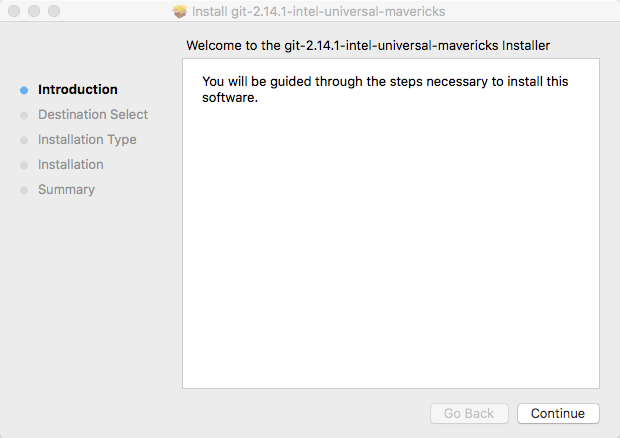 Install git-2.14.1-intel-universal-mavericks
Welcome to the git-2.14.1-intel-universal-mavericks Installer
Introduction
Destination Select
Installation Type
Installation
Summary
You will be guided through the steps necessary to install this
software.
Go Back
Continue